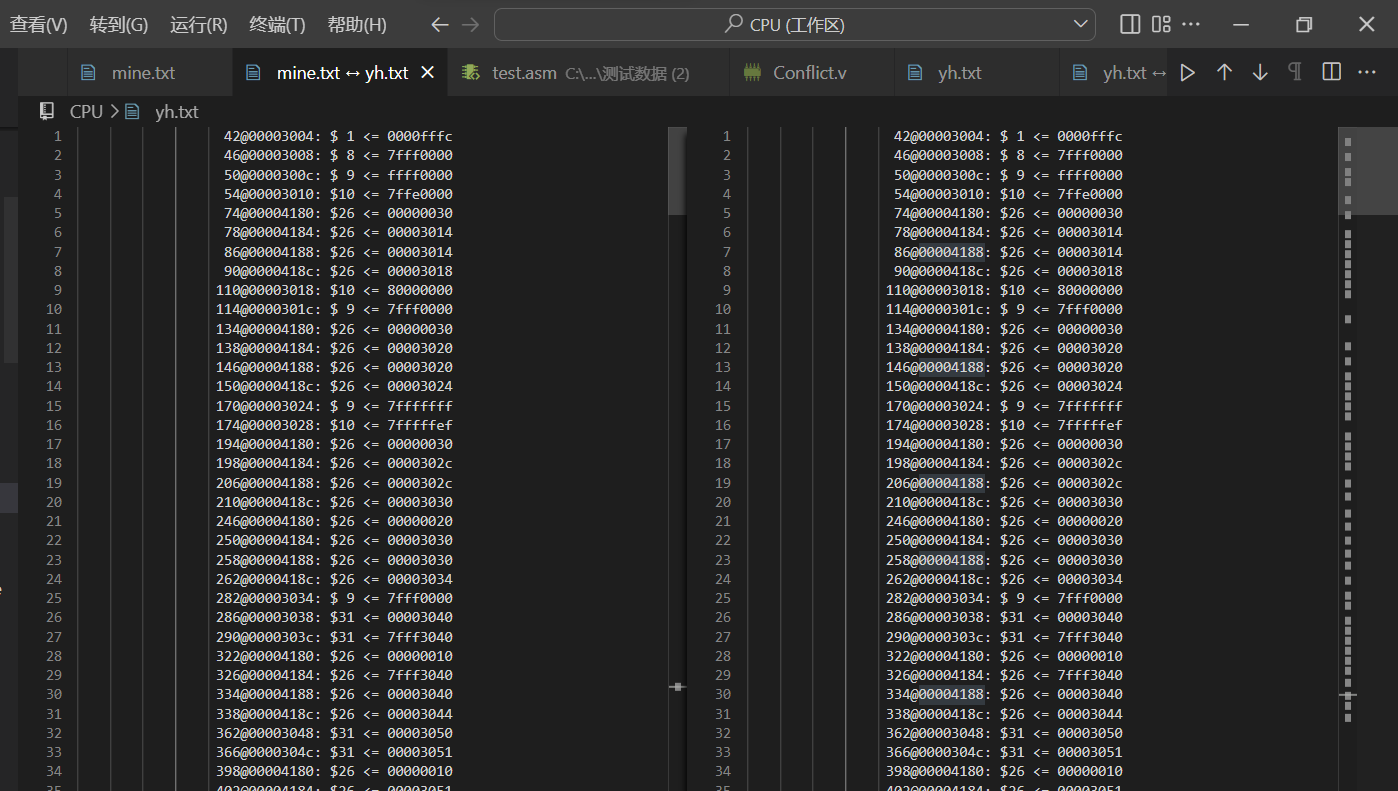 查看(V) 转到(G) 运行(R) 终端(T) 帮助(H) CPU (工作区)
mine.txt mine.txt ↔ yh.txt test.asm C:\...\测试数据 (2) Conflict.v yh.txt yh.txt ↔
CPU > yh.txt
1 42@00003004: $ 1 <= 0000fffc 1 42@00003004: $ 1 <= 0000fffc
2 46@00003008: $ 8 <= 7fff0000 2 46@00003008: $ 8 <= 7fff0000
3 50@0000300c: $ 9 <= ffff0000 3 50@0000300c: $ 9 <= ffff0000
4 54@00003010: $10 <= 7ffe0000 4 54@00003010: $10 <= 7ffe0000
5 74@00004180: $26 <= 00000030 5 74@00004180: $26 <= 00000030
6 78@00004184: $26 <= 00003014 6 78@00004184: $26 <= 00003014
7 86@00004188: $26 <= 00003014 7 86@00004188: $26 <= 00003014
8 90@0000418c: $26 <= 00003018 8 90@0000418c: $26 <= 00003018
9 110@00003018: $10 <= 80000000 9 110@00003018: $10 <= 80000000
10 114@0000301c: $ 9 <= 7fff0000 10 114@0000301c: $ 9 <= 7fff0000
11 134@00004180: $26 <= 00000030 11 134@00004180: $26 <= 00000030
12 138@00004184: $26 <= 00003020 12 138@00004184: $26 <= 00003020
13 146@00004188: $26 <= 00003020 13 146@00004188: $26 <= 00003020
14 150@0000418c: $26 <= 00003024 14 150@0000418c: $26 <= 00003024
15 170@00003024: $ 9 <= 7fffffff 15 170@00003024: $ 9 <= 7fffffff
16 174@00003028: $10 <= 7fffffef 16 174@00003028: $10 <= 7fffffef
17 194@00004180: $26 <= 00000030 17 194@00004180: $26 <= 00000030
18 198@00004184: $26 <= 0000302c 18 198@00004184: $26 <= 0000302c
19 206@00004188: $26 <= 0000302c 19 206@00004188: $26 <= 0000302c
20 210@0000418c: $26 <= 00003030 20 210@0000418c: $26 <= 00003030
21 246@00004180: $26 <= 00000020 21 246@00004180: $26 <= 00000020
22 250@00004184: $26 <= 00003030 22 250@00004184: $26 <= 00003030
23 258@00004188: $26 <= 00003030 23 258@00004188: $26 <= 00003030
24 262@0000418c: $26 <= 00003034 24 262@0000418c: $26 <= 00003034
25 282@00003034: $ 9 <= 7fff0000 25 282@00003034: $ 9 <= 7fff0000
26 286@00003038: $31 <= 00003040 26 286@00003038: $31 <= 00003040
27 290@0000303c: $31 <= 7fff3040 27 290@0000303c: $31 <= 7fff3040
28 322@00004180: $26 <= 00000010 28 322@00004180: $26 <= 00000010
29 326@00004184: $26 <= 7fff3040 29 326@00004184: $26 <= 7fff3040
30 334@00004188: $26 <= 00003040 30 334@00004188: $26 <= 00003040
31 338@0000418c: $26 <= 00003044 31 338@0000418c: $26 <= 00003044
32 362@00003048: $31 <= 00003050 32 362@00003048: $31 <= 00003050
33 366@0000304c: $31 <= 00003051 33 366@0000304c: $31 <= 00003051
34 398@00004180: $26 <= 00000010 34 398@00004180: $26 <= 00000010
35 402@00004184: $26 <= 00003051 35 402@00004184: $26 <= 00003051